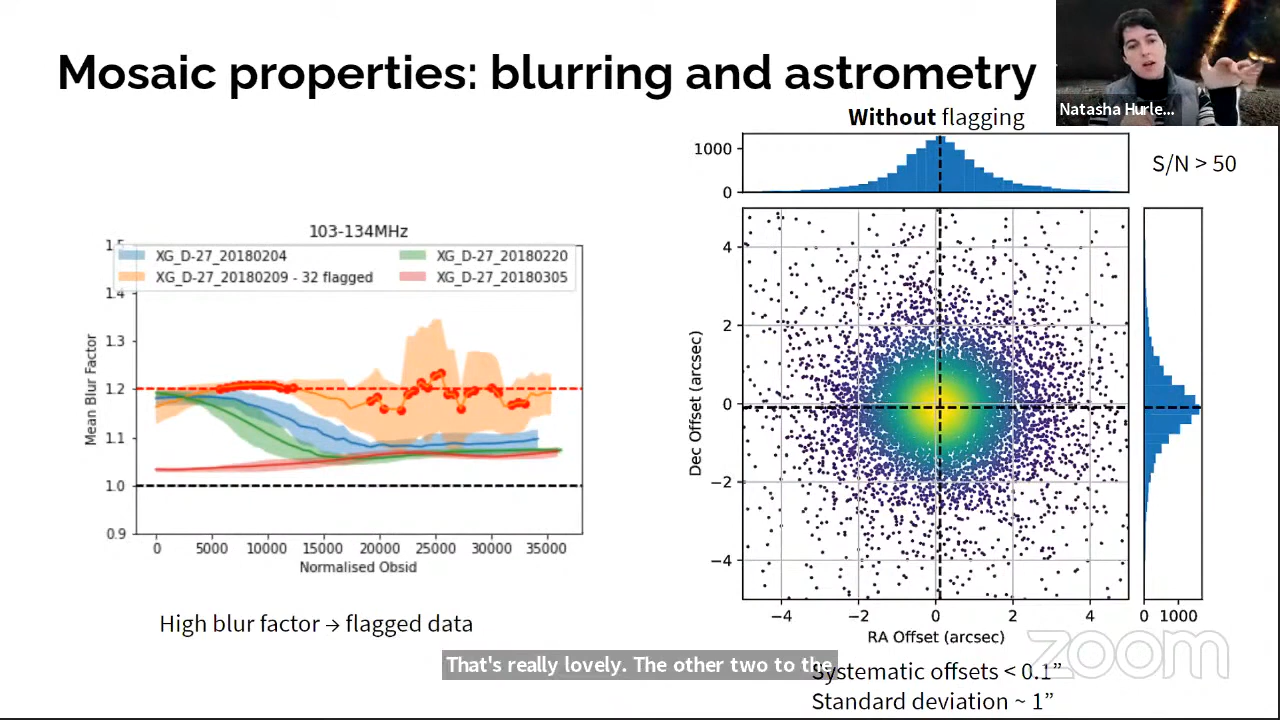 Mosaic properties: blurring and astrometry
Natasha Hurle...
Without flagging
S/N > 50
1000
0
103-134MHz
XG_D-27_20180204
XG_D-27_20180220
XG_D-27_20180209 - 32 flagged
XG_D-27_20180305
1.5
1.4
1.3
1.2
1.1
1.0
0.9
Mean Blur Factor
0 5000 10000 15000 20000 25000 30000 35000
Normalised Obsid
High blur factor → flagged data
4
2
0
−2
−4
Dec Offset (arcsec)
−4 −2 0 2 4
RA Offset (arcsec)
0 1000
zoom
That's really lovely. The other two to the
Systematic offsets < 0.1”
Standard deviation ~ 1”